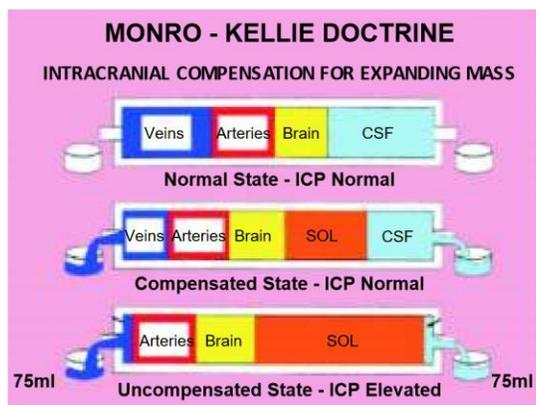 MONRO - KELLIE DOCTRINE
INTRACRANIAL COMPENSATION FOR EXPANDING MASS
Veins Arteries Brain CSF
Normal State - ICP Normal
Veins Arteries Brain SOL CSF
Compensated State - ICP Normal
Arteries Brain SOL
75ml 75ml
Uncompensated State - ICP Elevated